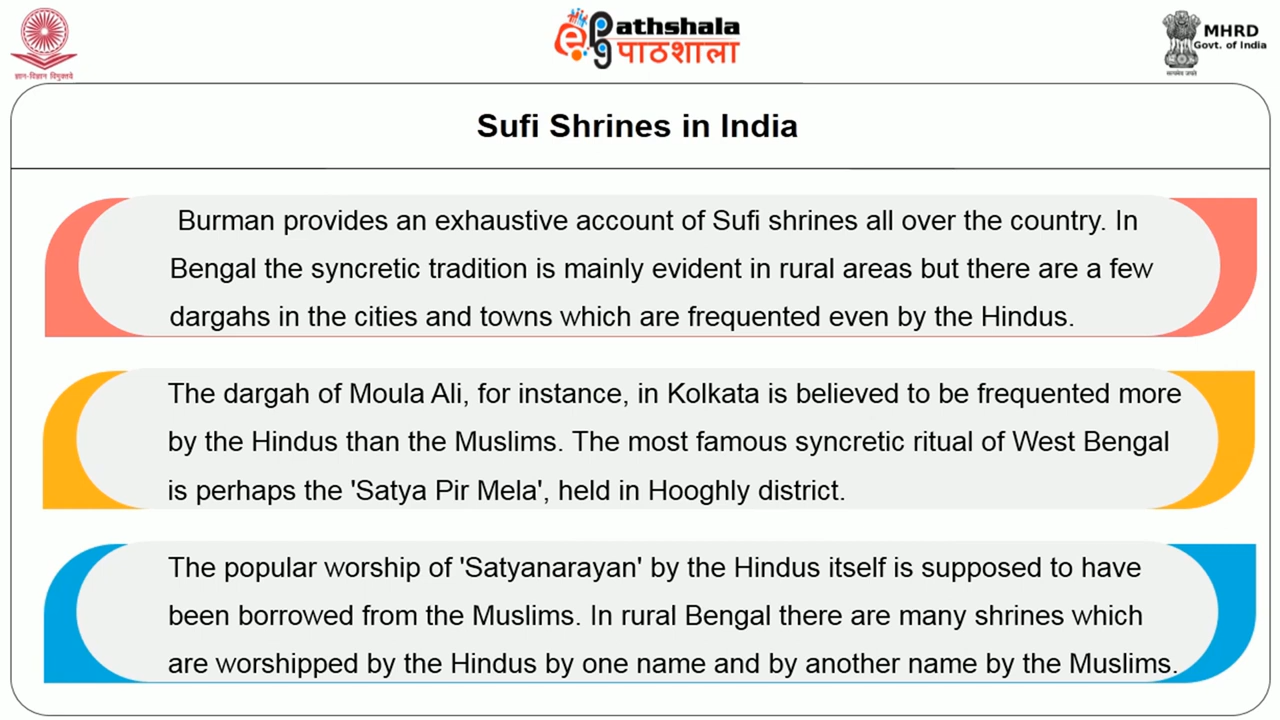 ज्ञान-विज्ञान विमुक्तये
ePathshala
पाठशाला
MHRD
Govt. of India
सत्यमेव जयते
Sufi Shrines in India
Burman provides an exhaustive account of Sufi shrines all over the country. In
Bengal the syncretic tradition is mainly evident in rural areas but there are a few
dargahs in the cities and towns which are frequented even by the Hindus.
The dargah of Moula Ali, for instance, in Kolkata is believed to be frequented more
by the Hindus than the Muslims. The most famous syncretic ritual of West Bengal
is perhaps the 'Satya Pir Mela', held in Hooghly district.
The popular worship of 'Satyanarayan' by the Hindus itself is supposed to have
been borrowed from the Muslims. In rural Bengal there are many shrines which
are worshipped by the Hindus by one name and by another name by the Muslims.